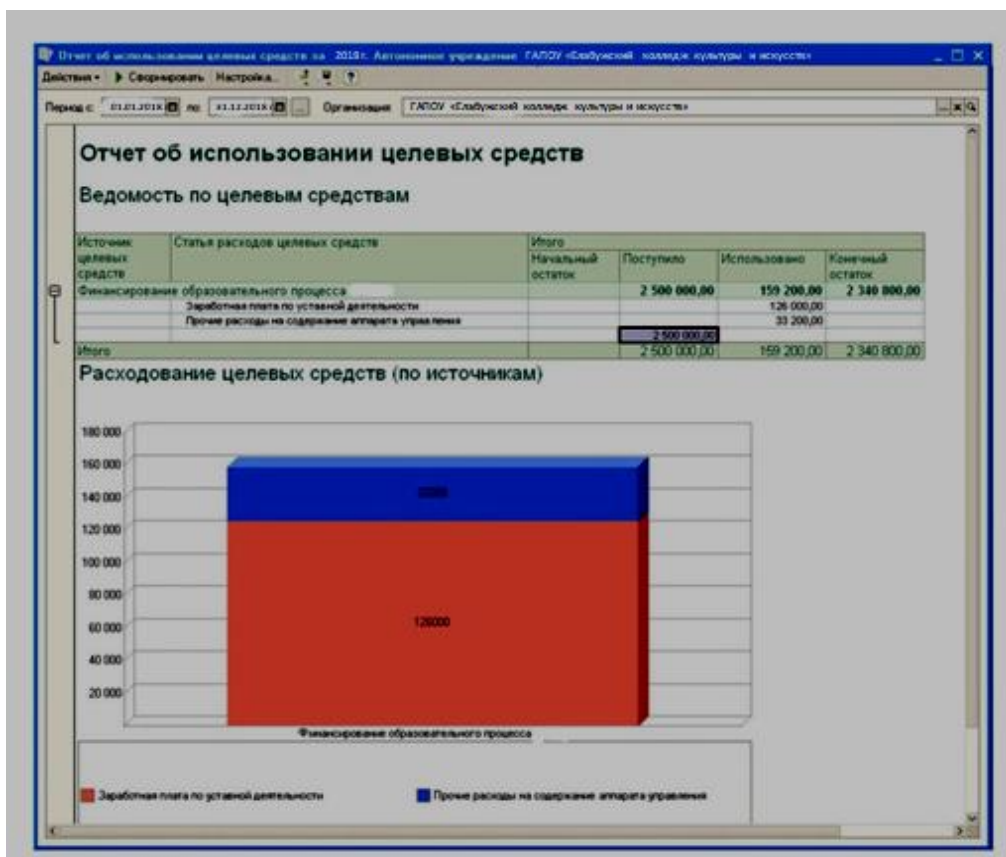 Отчет об использовании целевых средств за 2018г. Автономное учреждение ГАПОУ «Елабужский колледж культуры и искусств»
Действия Сформировать Настройка...
Период с: 01.01.2018 по: 31.12.2018 Организация: ГАПОУ «Елабужский колледж культуры и искусств»
Отчет об использовании целевых средств
Ведомость по целевым средствам
Источник целевых средств Статья расходов целевых средств Итого
Начальный остаток Поступило Использовано Конечный остаток
Финансирование образовательного процесса 2 500 000,00 159 200,00 2 340 800,00
Заработная плата по уставной деятельности 126 000,00
Прочие расходы на содержание аппарата управления 33 200,00
2 500 000,00
Итого 2 500 000,00 159 200,00 2 340 800,00
Расходование целевых средств (по источникам)
180 000
160 000
140 000
120 000
100 000
80 000
126000
60 000
40 000
20 000
Финансирование образовательного процесса
Заработная плата по уставной деятельности Прочие расходы на содержание аппарата управления